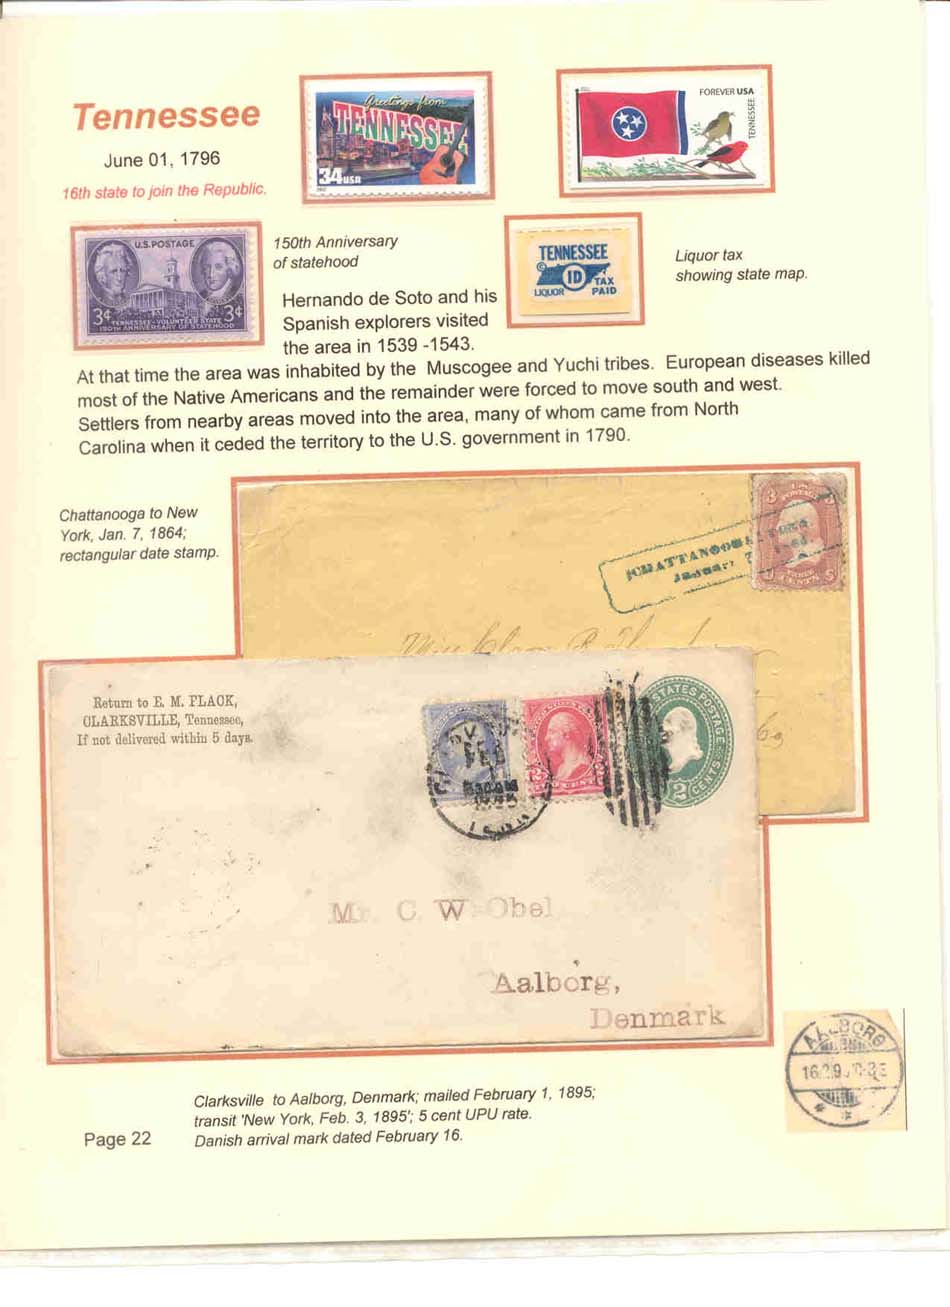 Tennessee
June 01, 1796
16th state to join the Republic.
Greetings from
TENNESSEE
34USA
FOREVER USA
TENNESSEE
U.S. POSTAGE
3¢ 3¢
TENNESSEE - VOLUNTEER STATE
150TH ANNIVERSARY OF STATEHOOD
150th Anniversary
of statehood
TENNESSEE
ID
TAX
LIQUOR PAID
Liquor tax
showing state map.
Hernando de Soto and his
Spanish explorers visited
the area in 1539 -1543.
At that time the area was inhabited by the Muscogee and Yuchi tribes. European diseases killed
most of the Native Americans and the remainder were forced to move south and west.
Settlers from nearby areas moved into the area, many of whom came from North
Carolina when it ceded the territory to the U.S. government in 1790.
Chattanooga to New
York, Jan. 7, 1864;
rectangular date stamp.
CHATTANOOGA
POSTAGE
THREE
CENTS
Return to E. M. FLACK,
CLARKSVILLE, Tennessee,
If not delivered within 5 days.
FEB
1
STATES POSTAGE
2 CENTS
Mr. C. W. Obel
Aalborg,
Denmark
AALBORG
Clarksville to Aalborg, Denmark; mailed February 1, 1895;
transit 'New York, Feb. 3, 1895'; 5 cent UPU rate.
Danish arrival mark dated February 16.
Page 22